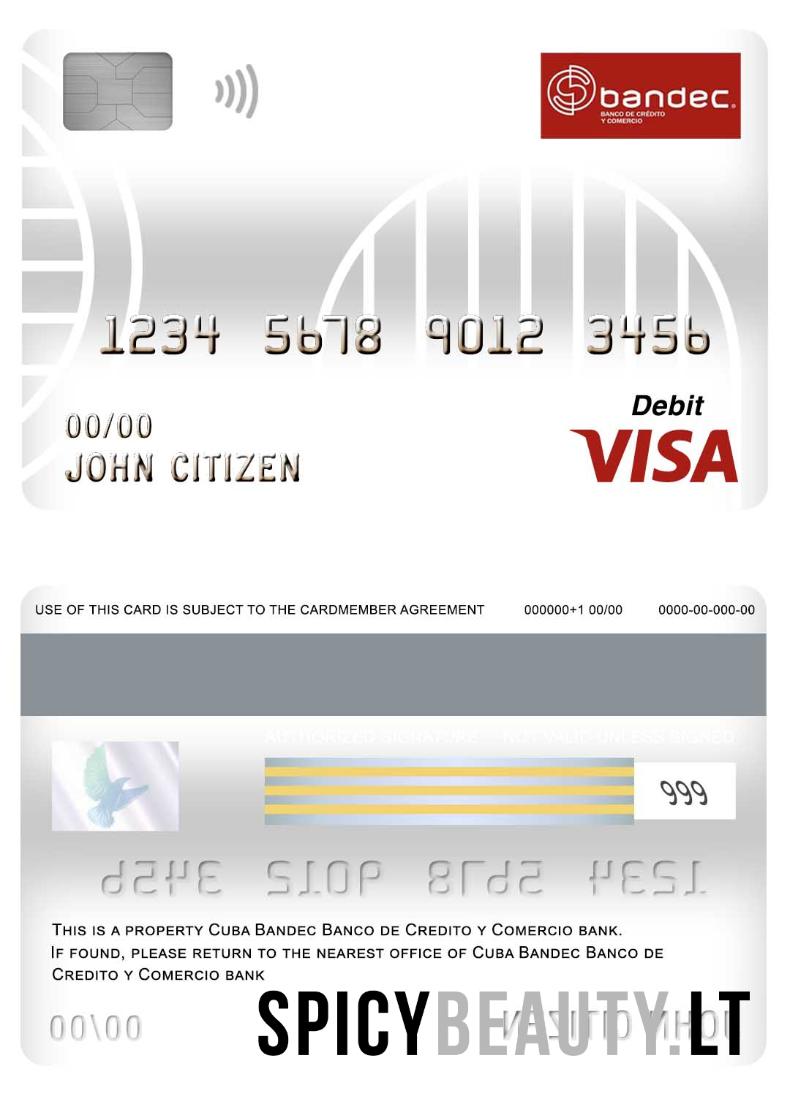 bandec.
BANCO DE CRÉDITO
Y COMERCIO
1234 5678 9012 3456
Debit
00/00
VISA
JOHN CITIZEN
USE OF THIS CARD IS SUBJECT TO THE CARDMEMBER AGREEMENT 000000+1 00/00 0000-00-000-00
AUTHORIZED SIGNATURE - NOT VALID UNLESS SIGNED
999
1234 5678 9012 3456
THIS IS A PROPERTY CUBA BANDEC BANCO DE CREDITO Y COMERCIO BANK.
IF FOUND, PLEASE RETURN TO THE NEAREST OFFICE OF CUBA BANDEC BANCO DE
CREDITO Y COMERCIO BANK
00/00 JOHN CITIZEN
SPICYBEAUTY.LT